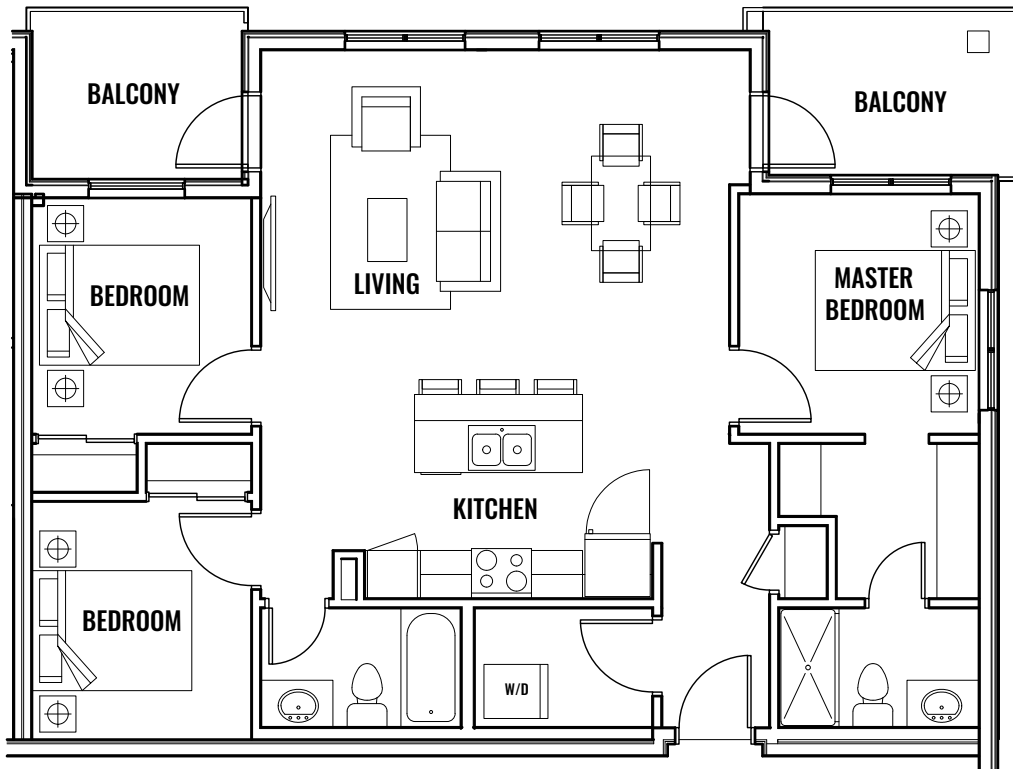 BALCONY
BALCONY
LIVING
BEDROOM
MASTER
BEDROOM
KITCHEN
BEDROOM
W/D